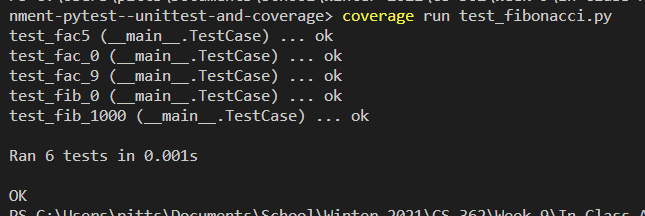 nment-pytest--unittest-and-coverage> coverage run test_fibonacci.py
test_fac5 (__main__.TestCase) ... ok
test_fac_0 (__main__.TestCase) ... ok
test_fac_9 (__main__.TestCase) ... ok
test_fib_0 (__main__.TestCase) ... ok
test_fib_1000 (__main__.TestCase) ... ok
Ran 6 tests in 0.001s
OK
PS C:\Users\pitts\Documents\School\Winter 2021\CS 362\Week 9\In Class A